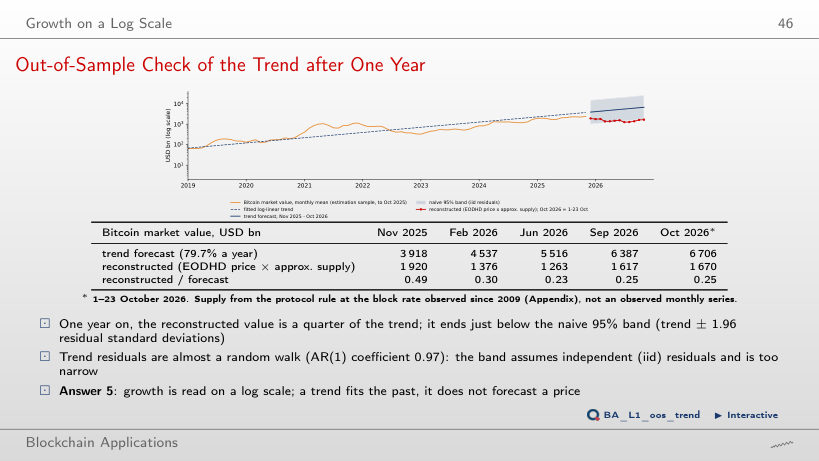 Growth on a Log Scale 46
Out-of-Sample Check of the Trend after One Year
USD bn (log scale)
10⁴
10³
10²
10¹
2019 2020 2021 2022 2023 2024 2025 2026
Bitcoin market value, monthly mean (estimation sample, to Oct 2025)
fitted log-linear trend
trend forecast, Nov 2025 - Oct 2026
naive 95% band (iid residuals)
reconstructed (EODHD price x approx. supply); Oct 2026 = 1-23 Oct
Bitcoin market value, USD bn Nov 2025 Feb 2026 Jun 2026 Sep 2026 Oct 2026*
trend forecast (79.7% a year) 3 918 4 537 5 516 6 387 6 706
reconstructed (EODHD price × approx. supply) 1 920 1 376 1 263 1 617 1 670
reconstructed / forecast 0.49 0.30 0.23 0.25 0.25
* 1–23 October 2026. Supply from the protocol rule at the block rate observed since 2009 (Appendix), not an observed monthly series.
One year on, the reconstructed value is a quarter of the trend; it ends just below the naive 95% band (trend ± 1.96
residual standard deviations)
Trend residuals are almost a random walk (AR(1) coefficient 0.97): the band assumes independent (iid) residuals and is too
narrow
Answer 5: growth is read on a log scale; a trend fits the past, it does not forecast a price
BA_L1_oos_trend ▶ Interactive
Blockchain Applications